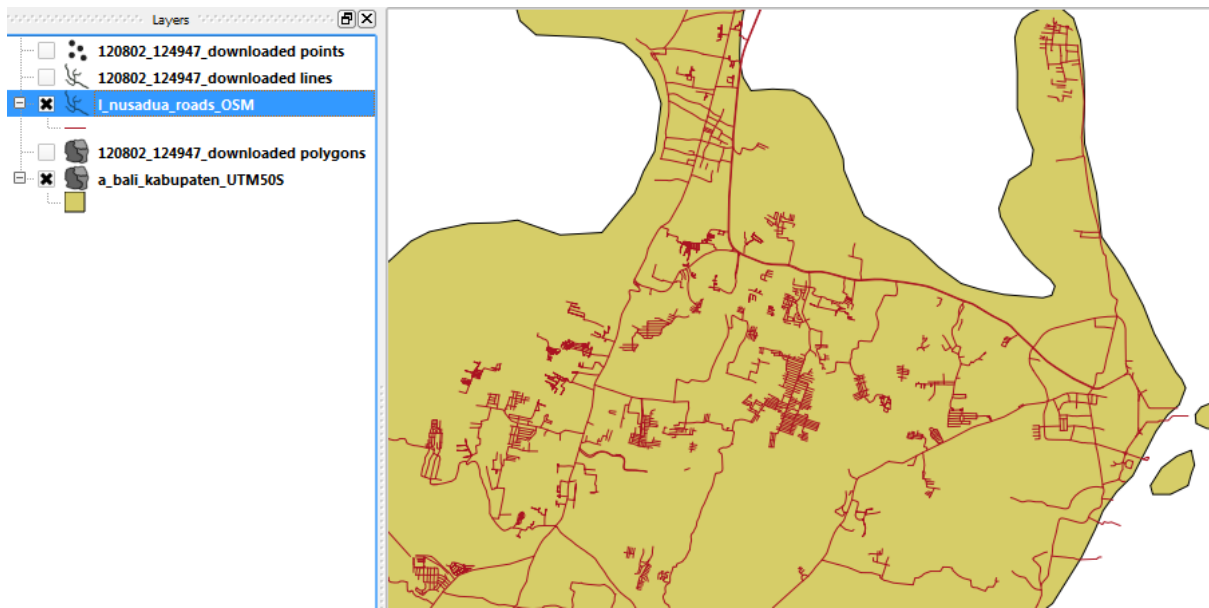 Layers
120802_124947_downloaded points
120802_124947_downloaded lines
l_nusadua_roads_OSM
120802_124947_downloaded polygons
a_bali_kabupaten_UTM50S